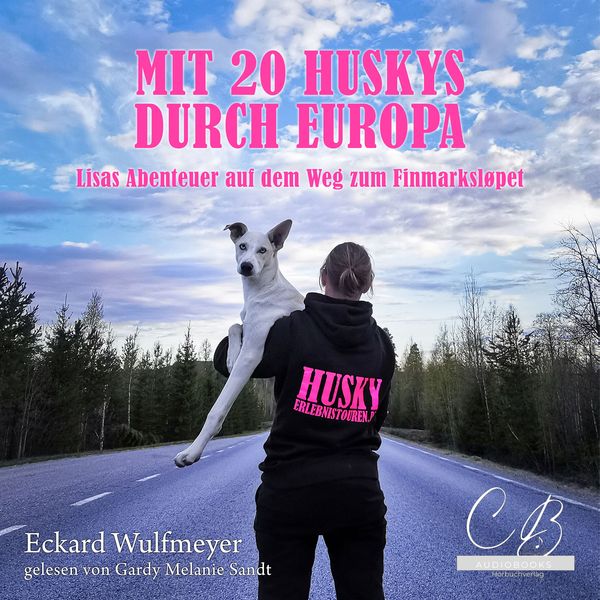 MIT 20 HUSKYS
DURCH EUROPA
Lisas Abenteuer auf dem Weg zum Finmarksløpet
HUSKY
ERLEBNISTOUREN.
Eckard Wulfmeyer
gelesen von Gardy Melanie Sandt
CB
AUDIOBOOKS
Hörbuchverlag